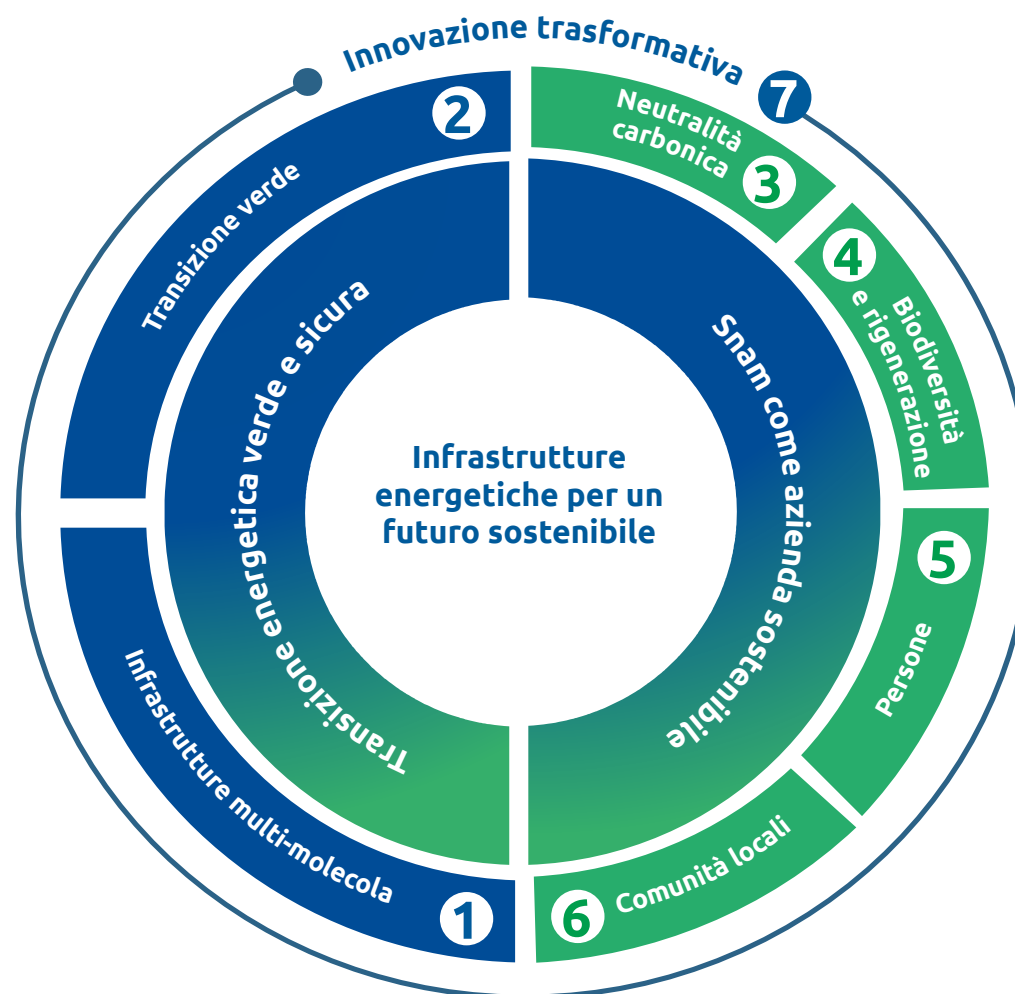 Innovazione trasformativa
7
2
Transizione verde
Neutralità
carbonica
3
4
Biodiversità
e rigenerazione
Transizione energetica verde e sicura
Snam come azienda sostenibile
Infrastrutture
energetiche per un
futuro sostenibile
5
Persone
Infrastrutture multi-molecola
1
6
Comunità locali